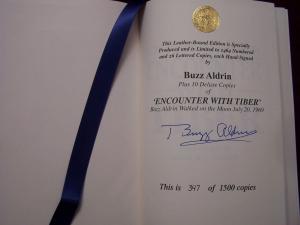 This Leather-Bound Edition is Specially
Produced and is Limited to 1464 Numbered
and 26 Lettered Copies, each Hand-Signed
by
Buzz Aldrin
Plus 10 Deluxe Copies
of
'ENCOUNTER WITH TIBER'
Buzz Aldrin Walked on the Moon July 20, 1969
Buzz Aldrin
This is 347 of 1500 copies